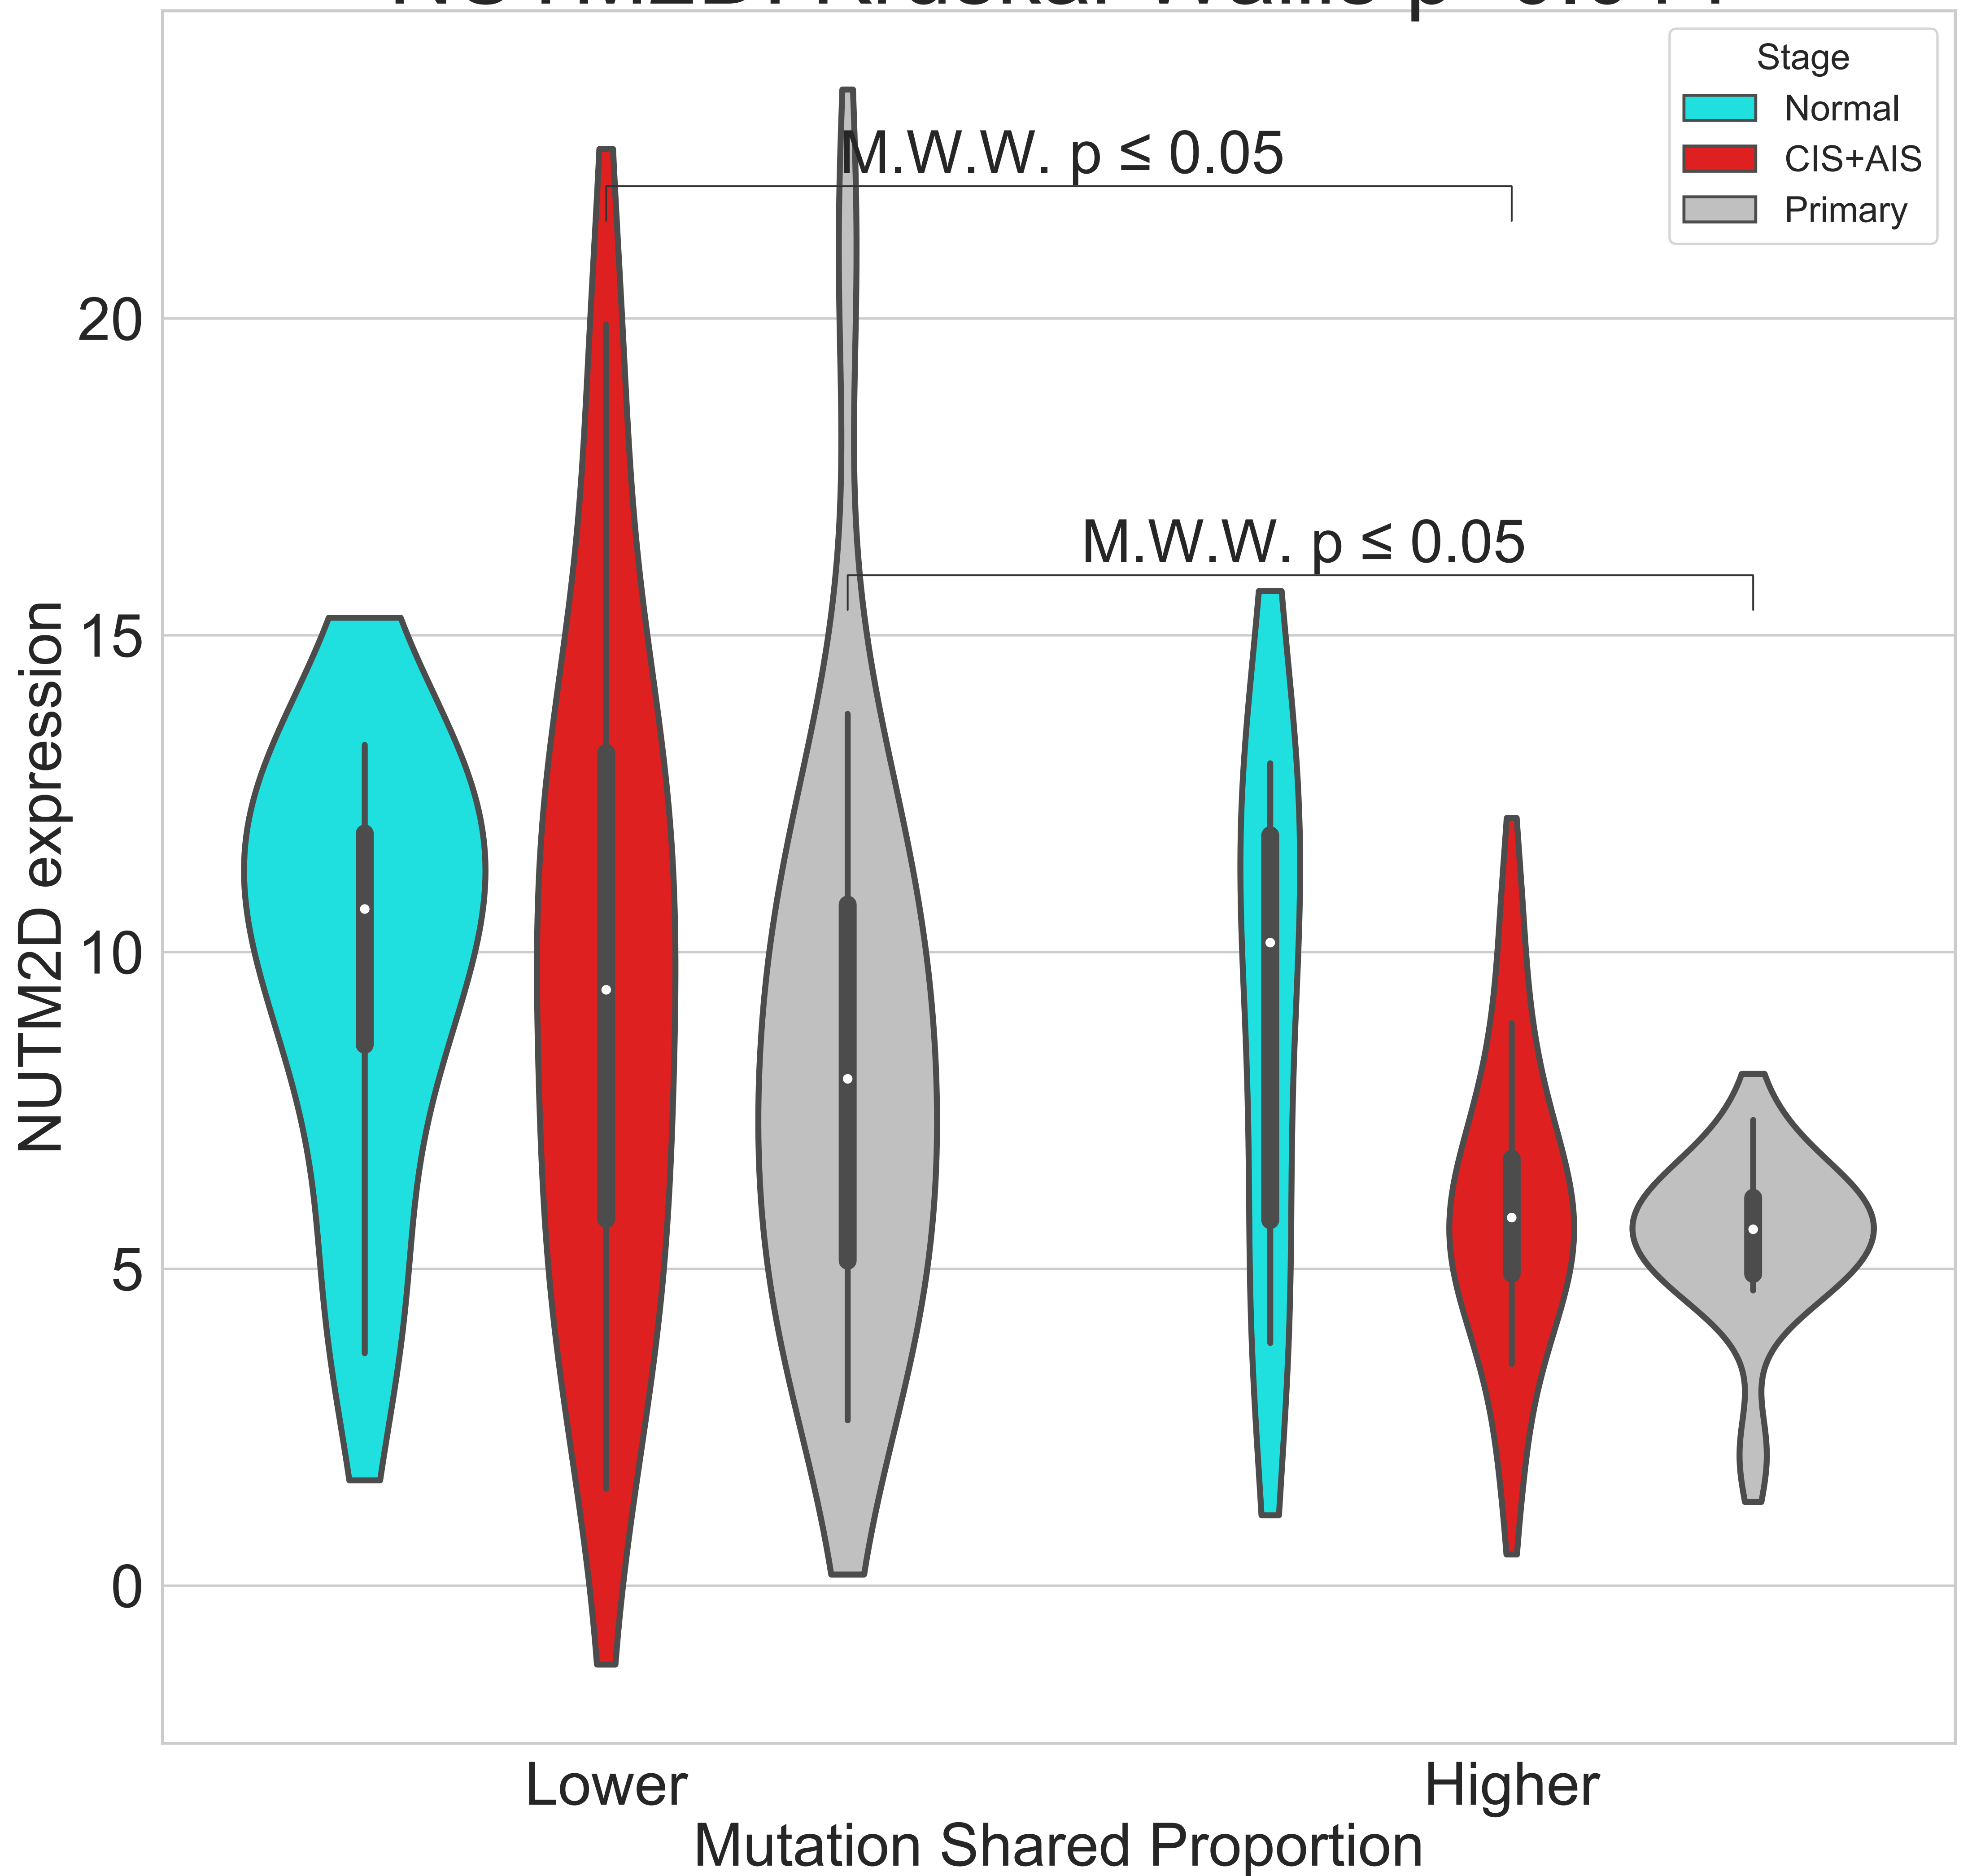 Stage
Normal
CIS+AIS
Primary
M.W.W. p ≤ 0.05
M.W.W. p ≤ 0.05
20
15
10
5
0
NUTM2D expression
Lower
Higher
Mutation Shared Proportion